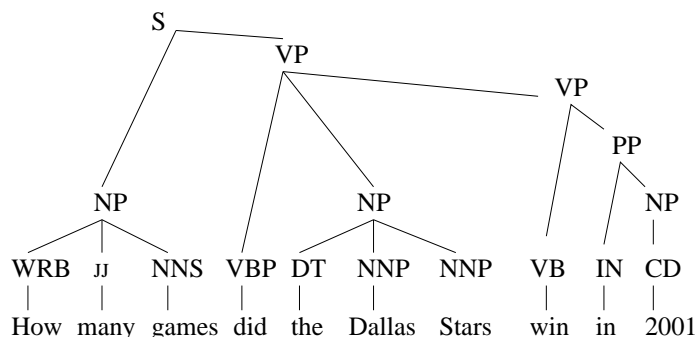 S
VP
VP
PP
NP NP NP
WRB JJ NNS VBP DT NNP NNP VB IN CD
How many games did the Dallas Stars win in 2001